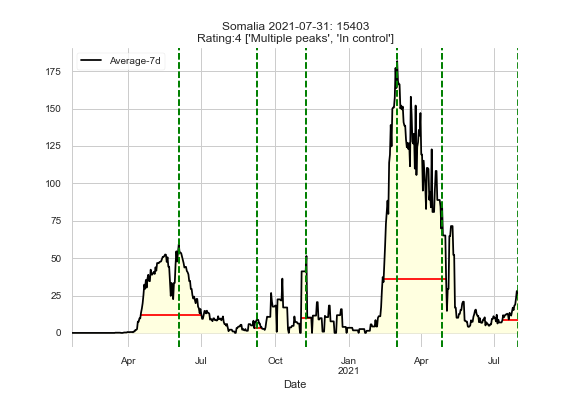 Somalia 2021-07-31: 15403
Rating:4 ['Multiple peaks', 'In control']
Average-7d
175
150
125
100
75
50
25
0
Apr
Jul
Oct
Jan
2021
Apr
Jul
Date